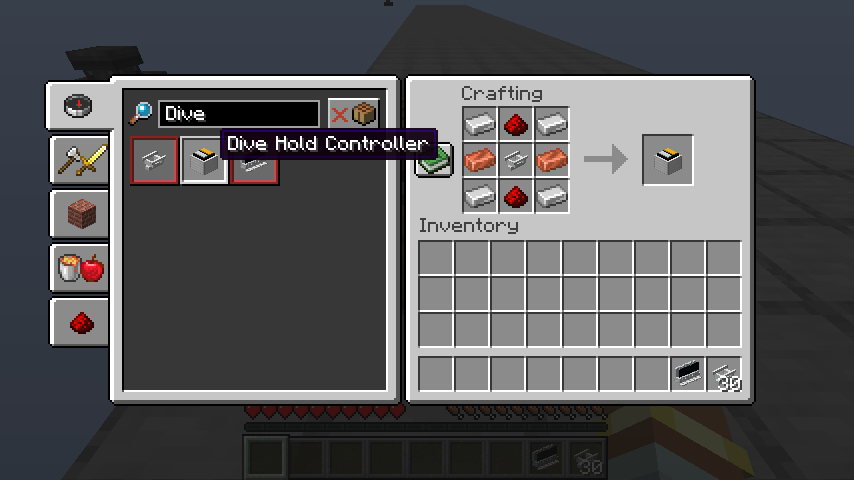 Crafting
Dive
Dive Hold Controller
Inventory
30
30